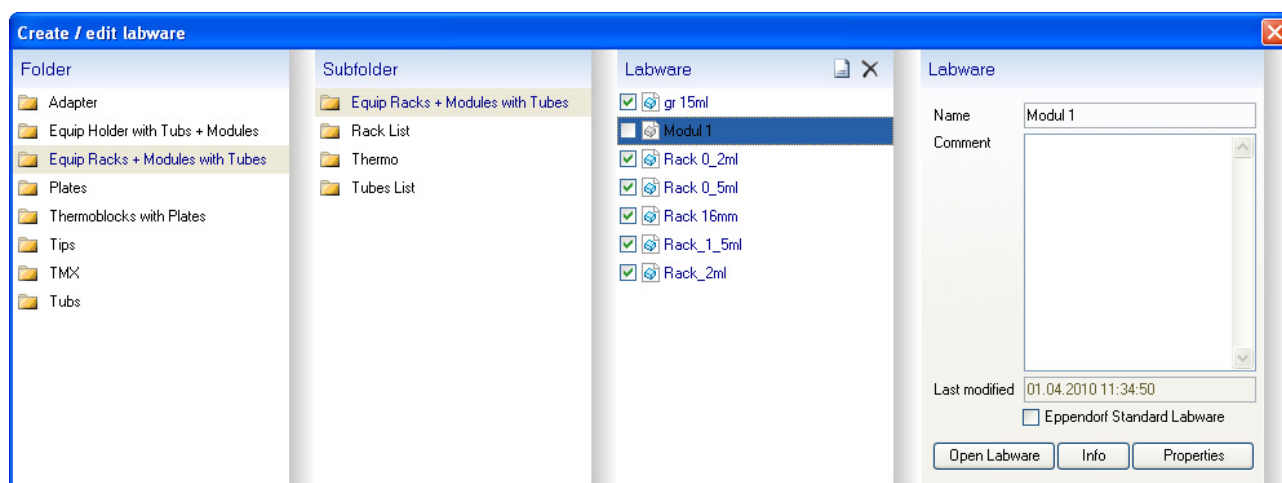 Create / edit labware
Folder
Adapter
Equip Holder with Tubs + Modules
Equip Racks + Modules with Tubes
Plates
Thermoblocks with Plates
Tips
TMX
Tubs
Subfolder
Equip Racks + Modules with Tubes
Rack List
Thermo
Tubes List
Labware
gr 15ml
Modul 1
Rack 0_2ml
Rack 0_5ml
Rack 16mm
Rack_1_5ml
Rack_2ml
Labware
Name Modul 1
Comment
Last modified 01.04.2010 11:34:50
Eppendorf Standard Labware
Open Labware Info Properties